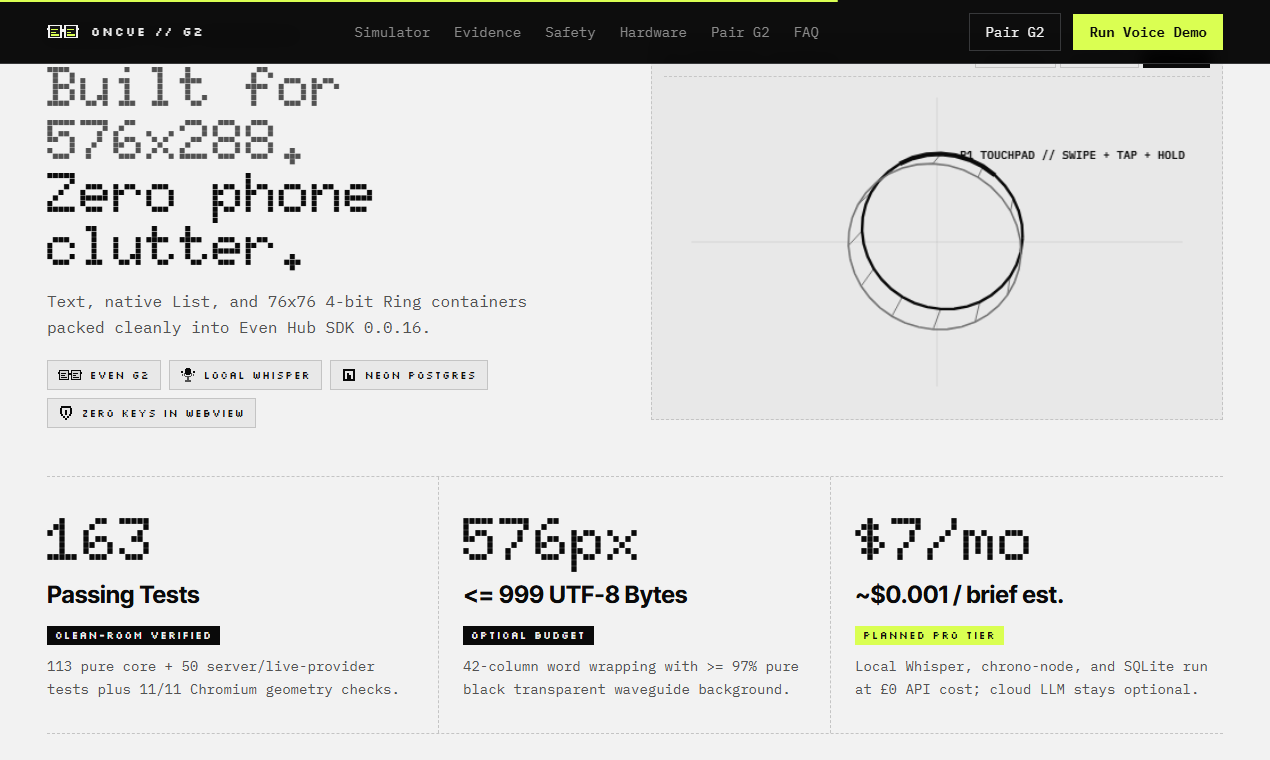 ONCUE // G2
Simulator Evidence Safety Hardware Pair G2 FAQ
Pair G2
Run Voice Demo
Built for
576x288.
Zero phone
clutter.
Text, native List, and 76x76 4-bit Ring containers
packed cleanly into Even Hub SDK 0.0.16.
EVEN G2
LOCAL WHISPER
NEON POSTGRES
ZERO KEYS IN WEBVIEW
R1 TOUCHPAD // SWIPE + TAP + HOLD
163
Passing Tests
CLEAN-ROOM VERIFIED
113 pure core + 50 server/live-provider
tests plus 11/11 Chromium geometry checks.
576px
<= 999 UTF-8 Bytes
OPTICAL BUDGET
42-column word wrapping with >= 97% pure
black transparent waveguide background.
$7/mo
~$0.001 / brief est.
PLANNED PRO TIER
Local Whisper, chrono-node, and SQLite run
at £0 API cost; cloud LLM stays optional.